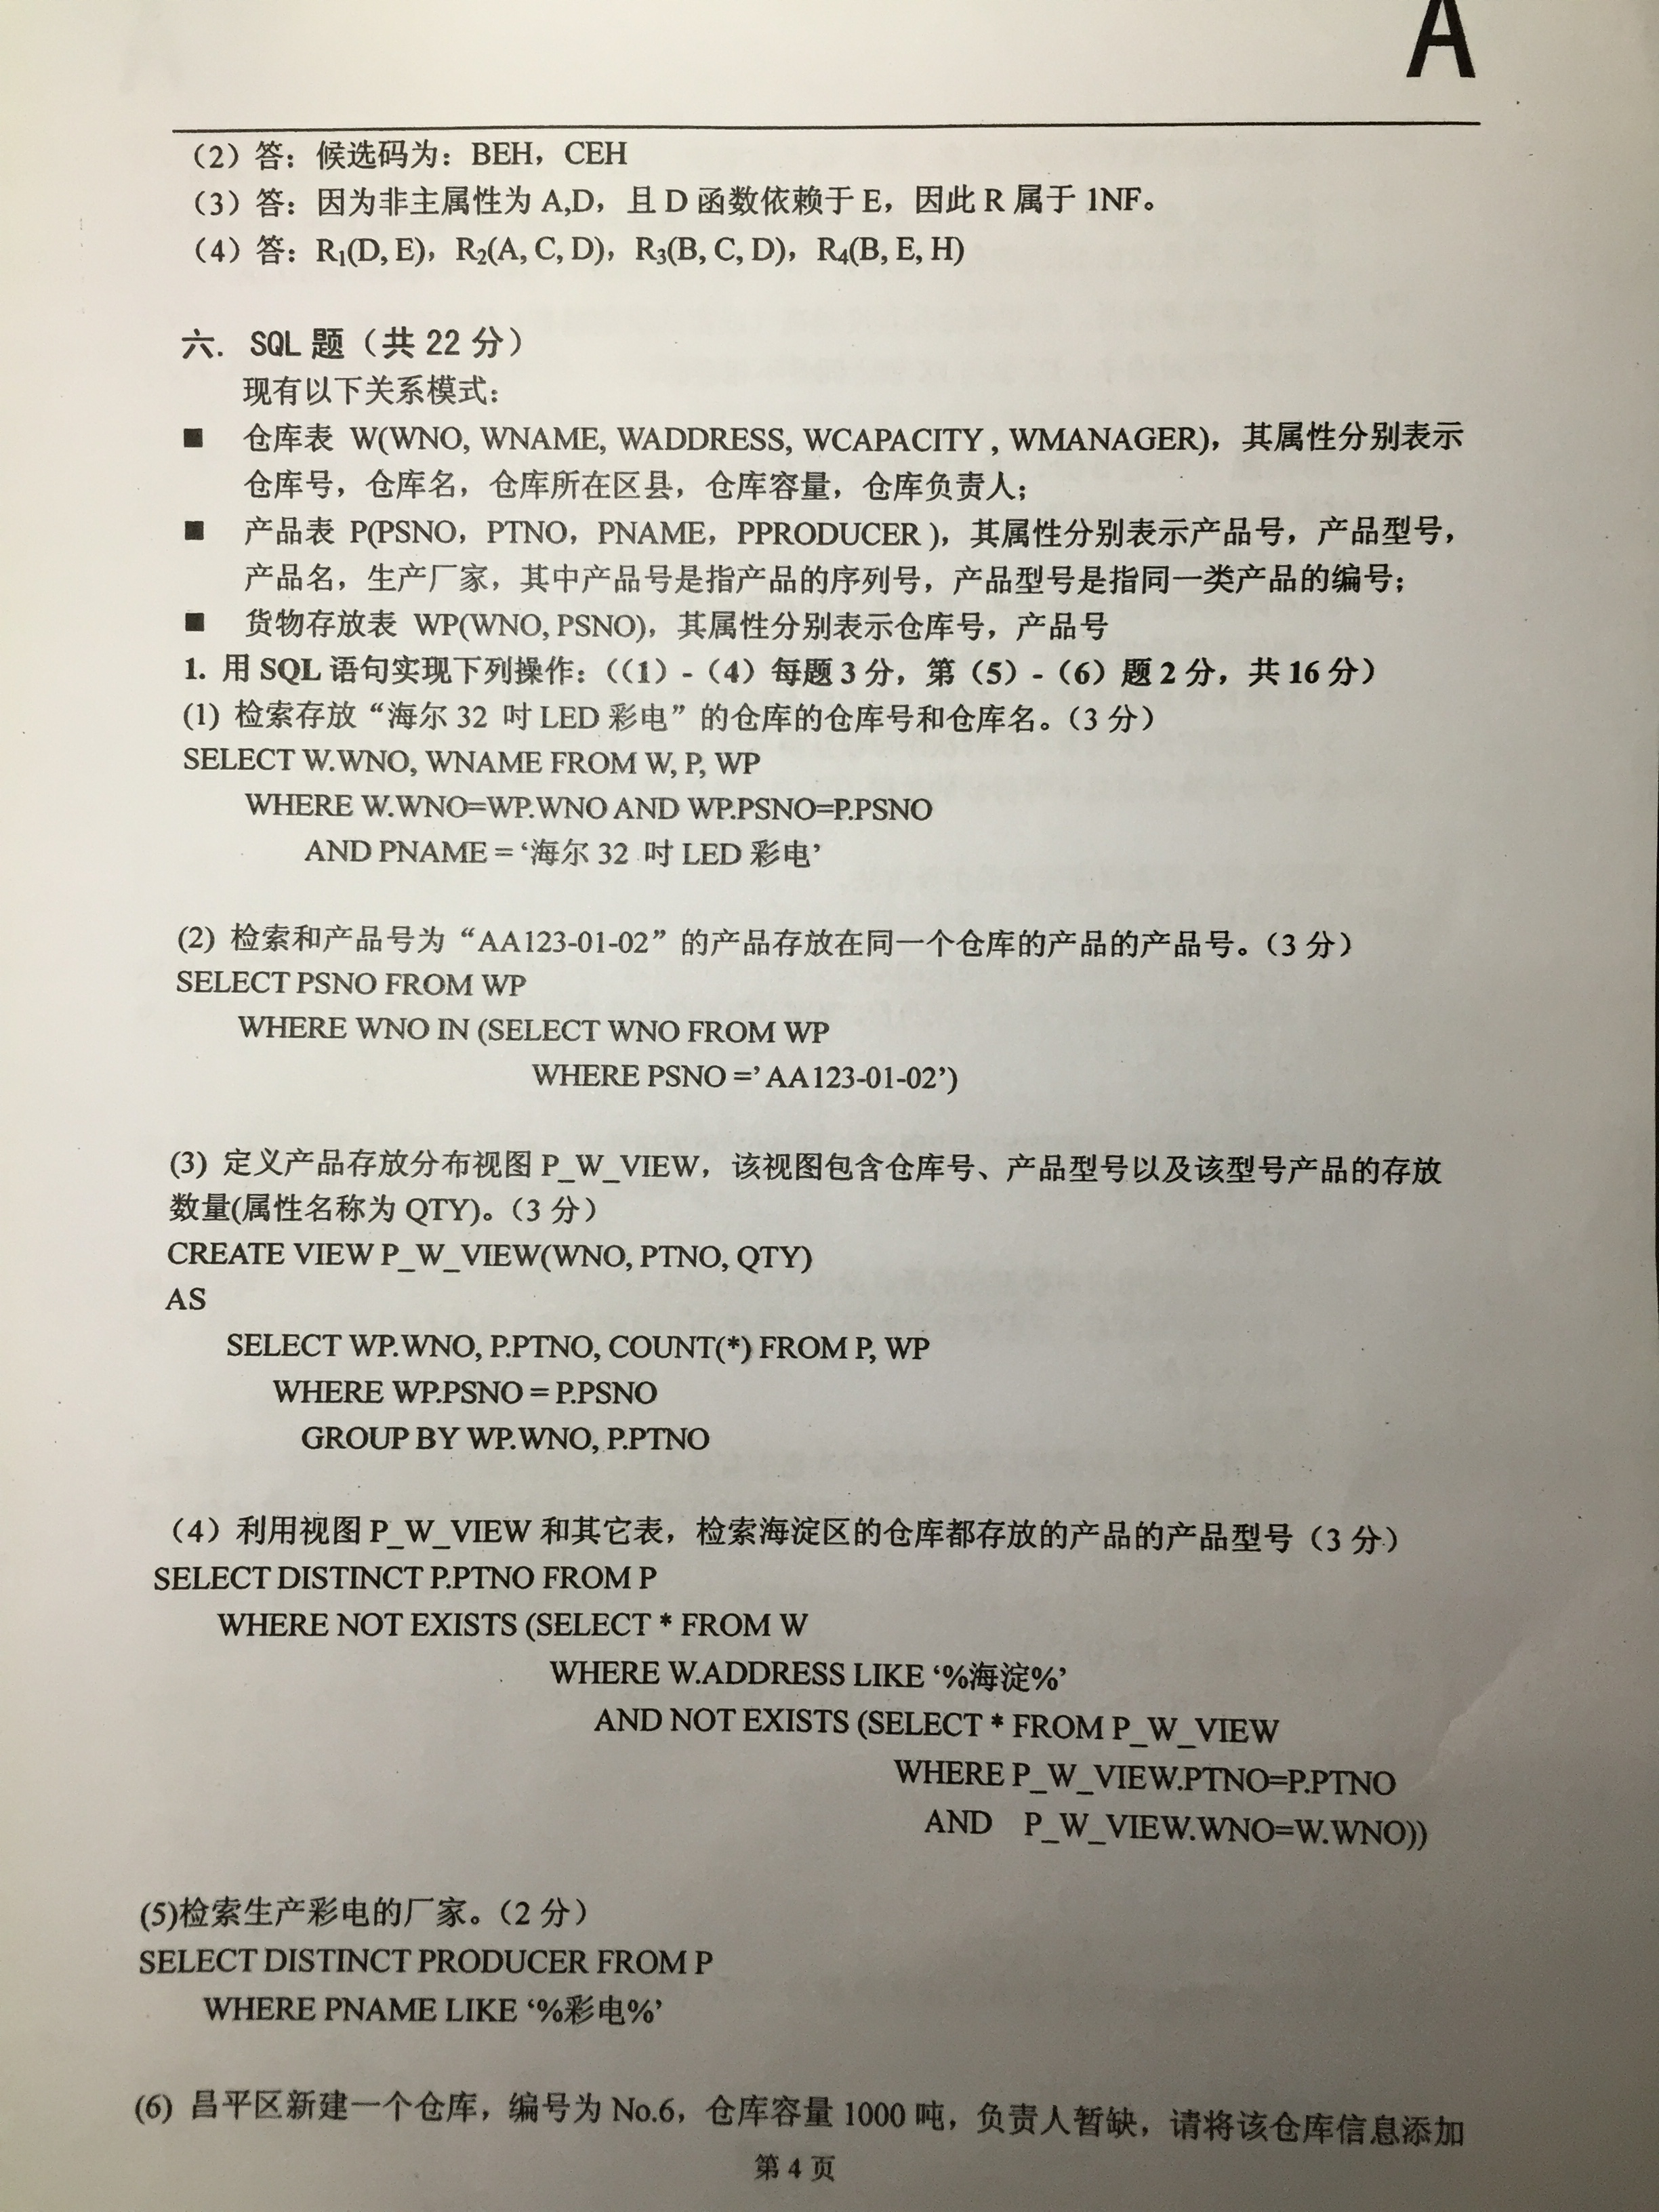 A
（2）答：候选码为：BEH，CEH
（3）答：因为非主属性为 A,D，且 D 函数依赖于 E，因此 R 属于 1NF。
（4）答：R₁(D, E)，R₂(A, C, D)，R₃(B, C, D)，R₄(B, E, H)
六． SQL 题（共 22 分）
现有以下关系模式：
■ 仓库表 W(WNO, WNAME, WADDRESS, WCAPACITY , WMANAGER)，其属性分别表示
仓库号，仓库名，仓库所在区县，仓库容量，仓库负责人；
■ 产品表 P(PSNO，PTNO，PNAME，PPRODUCER )，其属性分别表示产品号，产品型号，
产品名，生产厂家，其中产品号是指产品的序列号，产品型号是指同一类产品的编号；
■ 货物存放表 WP(WNO, PSNO)，其属性分别表示仓库号，产品号
1. 用 SQL 语句实现下列操作：（（1）-（4）每题 3 分，第（5）-（6）题 2 分，共 16 分）
(1) 检索存放“海尔 32 吋 LED 彩电”的仓库的仓库号和仓库名。（3 分）
SELECT W.WNO, WNAME FROM W, P, WP
WHERE W.WNO=WP.WNO AND WP.PSNO=P.PSNO
AND PNAME = ‘海尔 32 吋 LED 彩电’
(2) 检索和产品号为“AA123-01-02”的产品存放在同一个仓库的产品的产品号。（3 分）
SELECT PSNO FROM WP
WHERE WNO IN (SELECT WNO FROM WP
WHERE PSNO =’ AA123-01-02’)
(3) 定义产品存放分布视图 P_W_VIEW，该视图包含仓库号、产品型号以及该型号产品的存放
数量(属性名称为 QTY)。（3 分）
CREATE VIEW P_W_VIEW(WNO, PTNO, QTY)
AS
SELECT WP.WNO, P.PTNO, COUNT(*) FROM P, WP
WHERE WP.PSNO = P.PSNO
GROUP BY WP.WNO, P.PTNO
（4）利用视图 P_W_VIEW 和其它表，检索海淀区的仓库都存放的产品的产品型号（3 分）
SELECT DISTINCT P.PTNO FROM P
WHERE NOT EXISTS (SELECT * FROM W
WHERE W.ADDRESS LIKE ‘%海淀%’
AND NOT EXISTS (SELECT * FROM P_W_VIEW
WHERE P_W_VIEW.PTNO=P.PTNO
AND P_W_VIEW.WNO=W.WNO))
(5)检索生产彩电的厂家。（2 分）
SELECT DISTINCT PRODUCER FROM P
WHERE PNAME LIKE ‘%彩电%’
(6) 昌平区新建一个仓库，编号为 No.6，仓库容量 1000 吨，负责人暂缺，请将该仓库信息添加
第 4 页